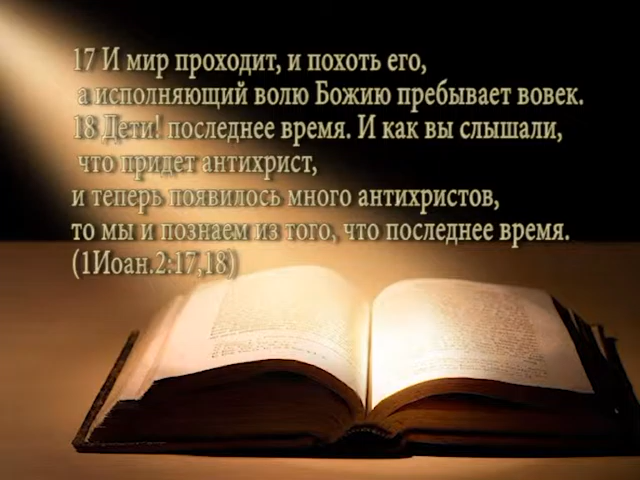 17 И мир проходит, и похоть его,
а исполняющий волю Божию пребывает вовек.
18 Дети! последнее время. И как вы слышали,
что придет антихрист,
и теперь появилось много антихристов,
то мы и познаем из того, что последнее время.
(1Иоан.2:17,18)